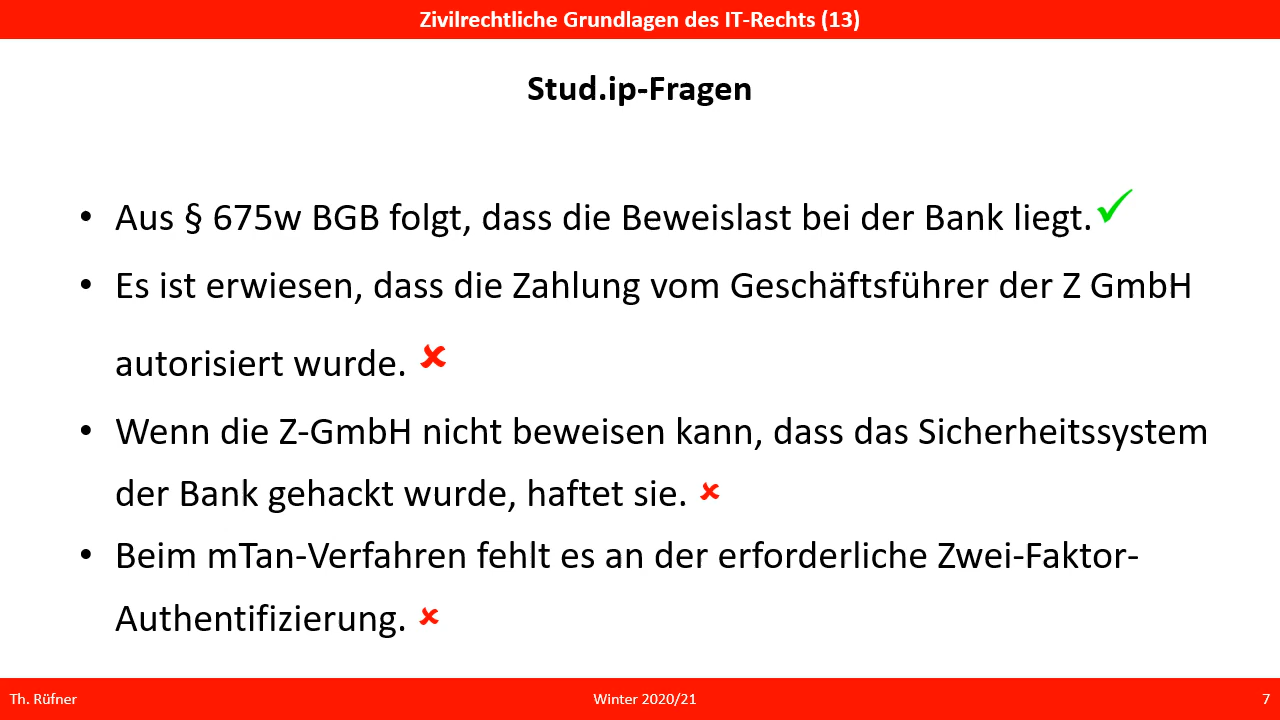 Zivilrechtliche Grundlagen des IT-Rechts (13)
Stud.ip-Fragen
• Aus § 675w BGB folgt, dass die Beweislast bei der Bank liegt. ✓
• Es ist erwiesen, dass die Zahlung vom Geschäftsführer der Z GmbH
autorisiert wurde. ✘
• Wenn die Z-GmbH nicht beweisen kann, dass das Sicherheitssystem
der Bank gehackt wurde, haftet sie. ✘
• Beim mTan-Verfahren fehlt es an der erforderliche Zwei-Faktor-
Authentifizierung. ✘
Th. Rüfner
Winter 2020/21
7